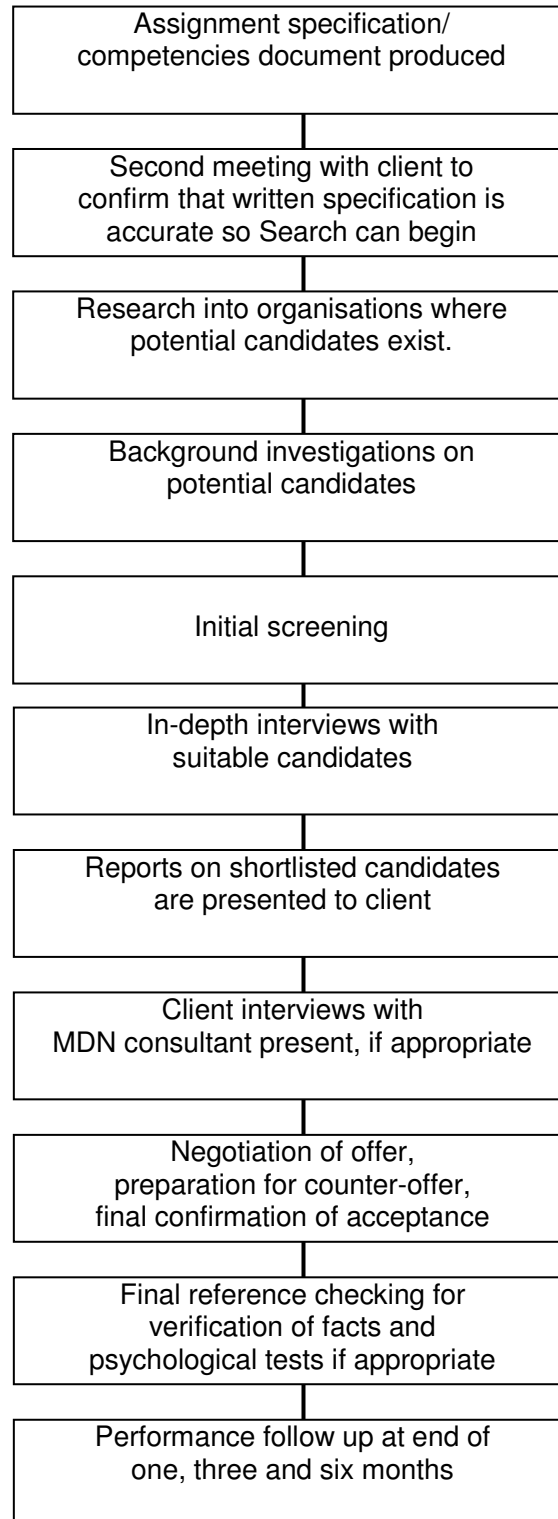 Assignment specification/
competencies document produced
Second meeting with client to
confirm that written specification is
accurate so Search can begin
Research into organisations where
potential candidates exist.
Background investigations on
potential candidates
Initial screening
In-depth interviews with
suitable candidates
Reports on shortlisted candidates
are presented to client
Client interviews with
MDN consultant present, if appropriate
Negotiation of offer,
preparation for counter-offer,
final confirmation of acceptance
Final reference checking for
verification of facts and
psychological tests if appropriate
Performance follow up at end of
one, three and six months